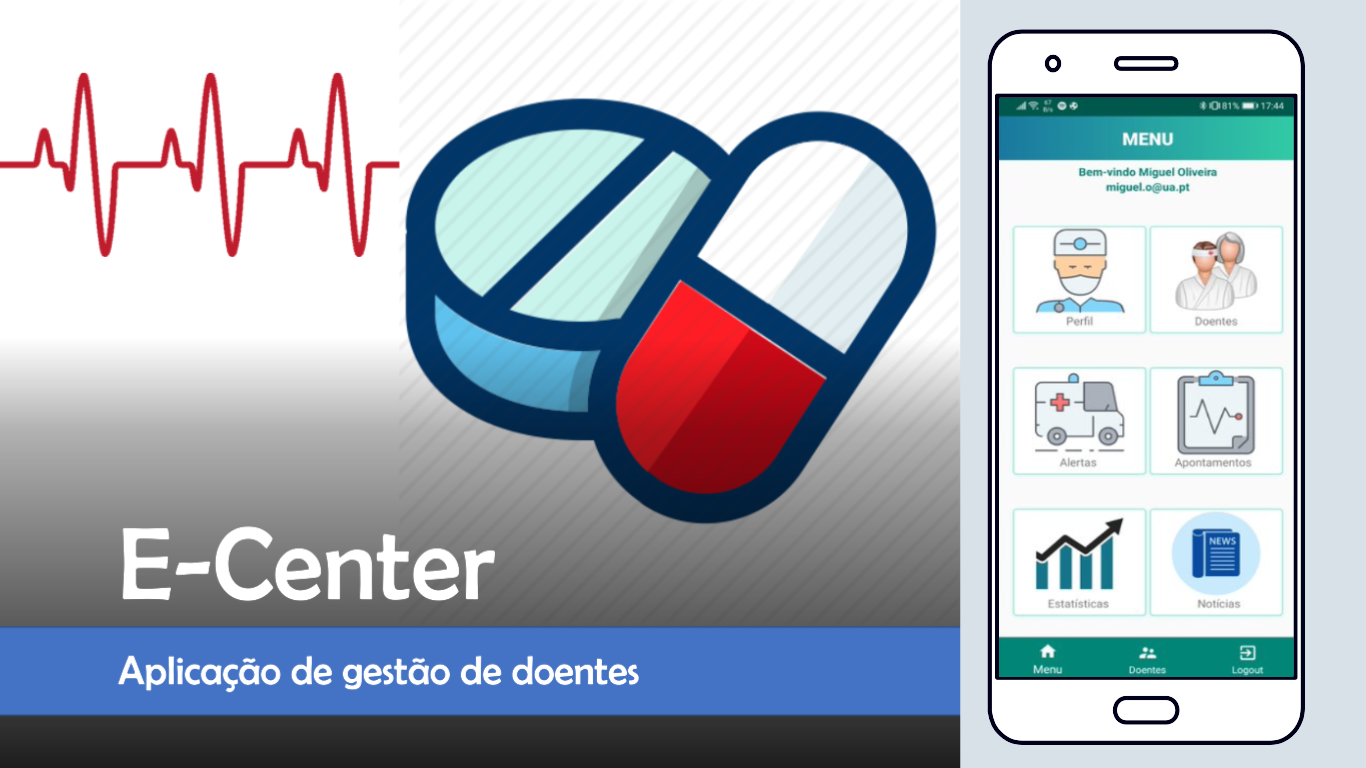 E-Center
Aplicação de gestão de doentes
81% 17:44
MENU
Bem-vindo Miguel Oliveira
miguel.o@ua.pt
Perfil
Doentes
Alertas
Apontamentos
NEWS
Estatísticas
Notícias
Menu
Doentes
Logout